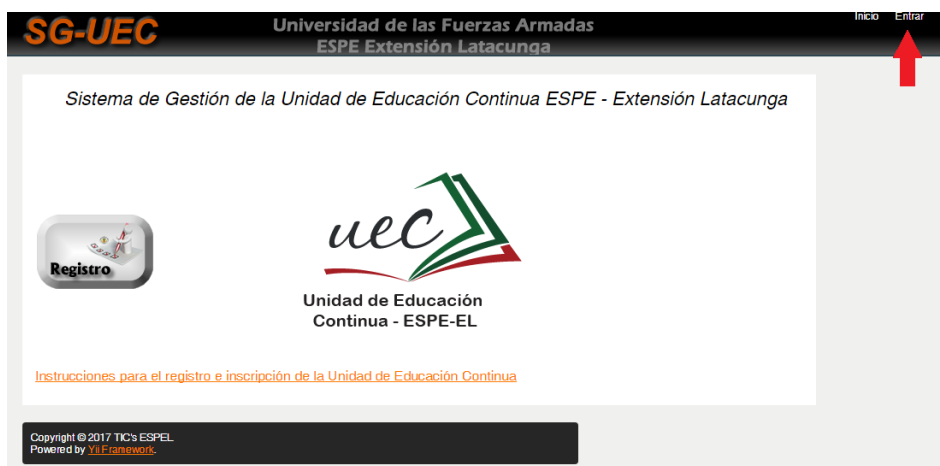 SG-UEC
Universidad de las Fuerzas Armadas
ESPE Extensión Latacunga
Inicio Entrar
Sistema de Gestión de la Unidad de Educación Continua ESPE - Extensión Latacunga
Registro
uec
Unidad de Educación
Continua - ESPE-EL
Instrucciones para el registro e inscripción de la Unidad de Educación Continua
Copyright © 2017 TIC's ESPEL
Powered by Yii Framework.